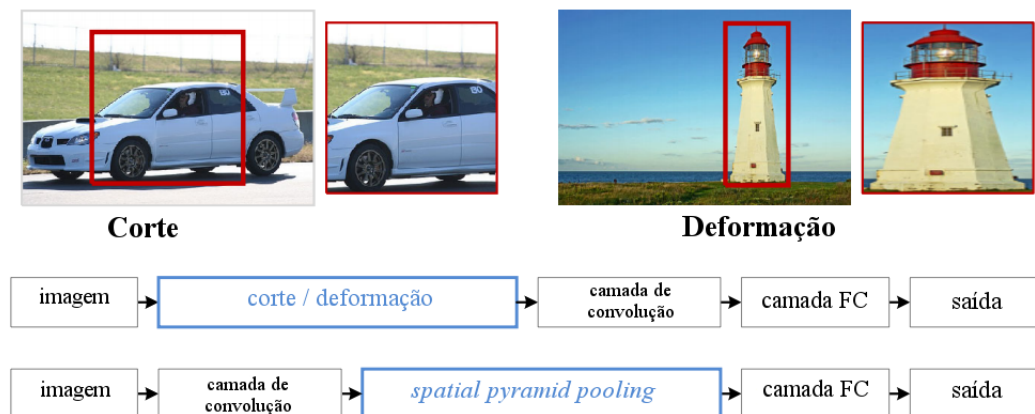 Corte
Deformação
imagem
corte / deformação
camada de
convolução
camada FC
saída
imagem
camada de
convolução
spatial pyramid pooling
camada FC
saída